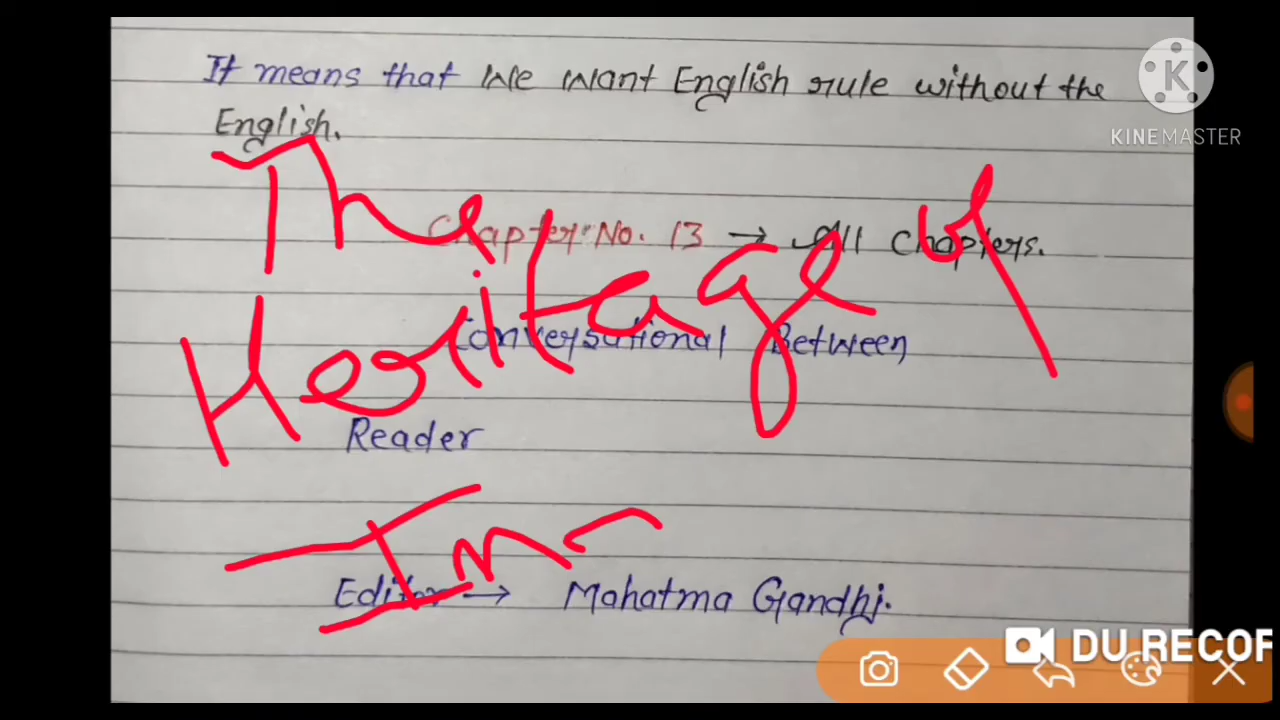 It means that we want English rule without the
English.
KINEMASTER
The
Chapter No. 13 → All Chapters.
Heritage of
Conversational Between
Reader
Editor → Mahatma Gandhi.
DU RECOR